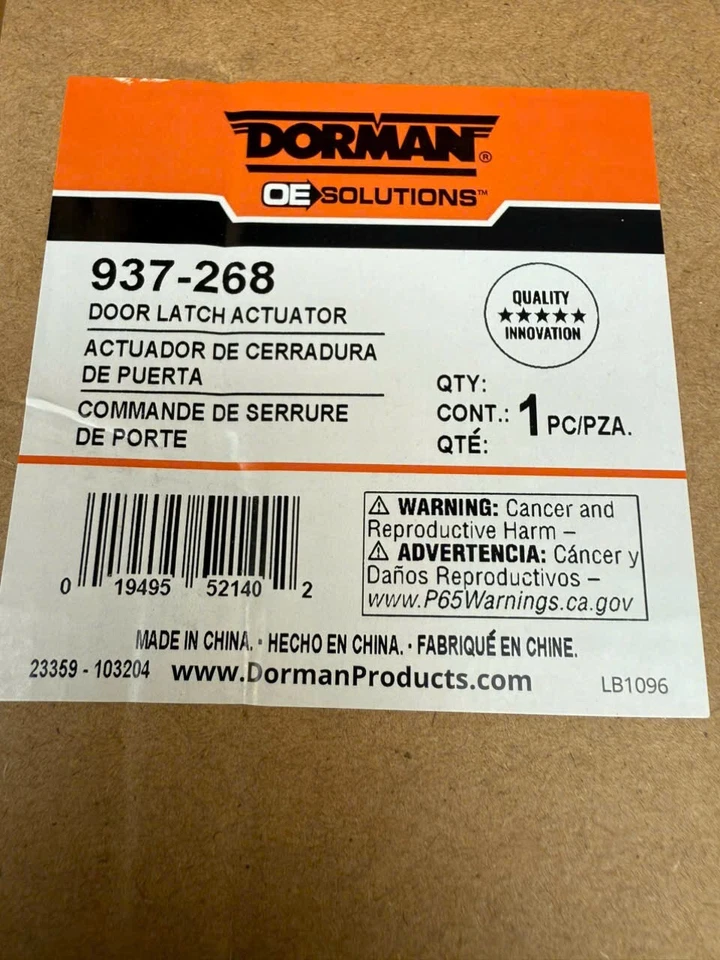 DORMAN®
OE SOLUTIONS™
937-268
DOOR LATCH ACTUATOR
ACTUADOR DE CERRADURA
DE PUERTA
COMMANDE DE SERRURE
DE PORTE
QUALITY
★★★★★
INNOVATION
QTY:
CONT.: 1 PC/PZA.
QTÉ:
0 19495 52140 2
⚠ WARNING: Cancer and
Reproductive Harm –
⚠ ADVERTENCIA: Cáncer y
Daños Reproductivos –
www.P65Warnings.ca.gov
MADE IN CHINA. · HECHO EN CHINA. · FABRIQUÉ EN CHINE.
23359 - 103204 www.DormanProducts.com LB1096